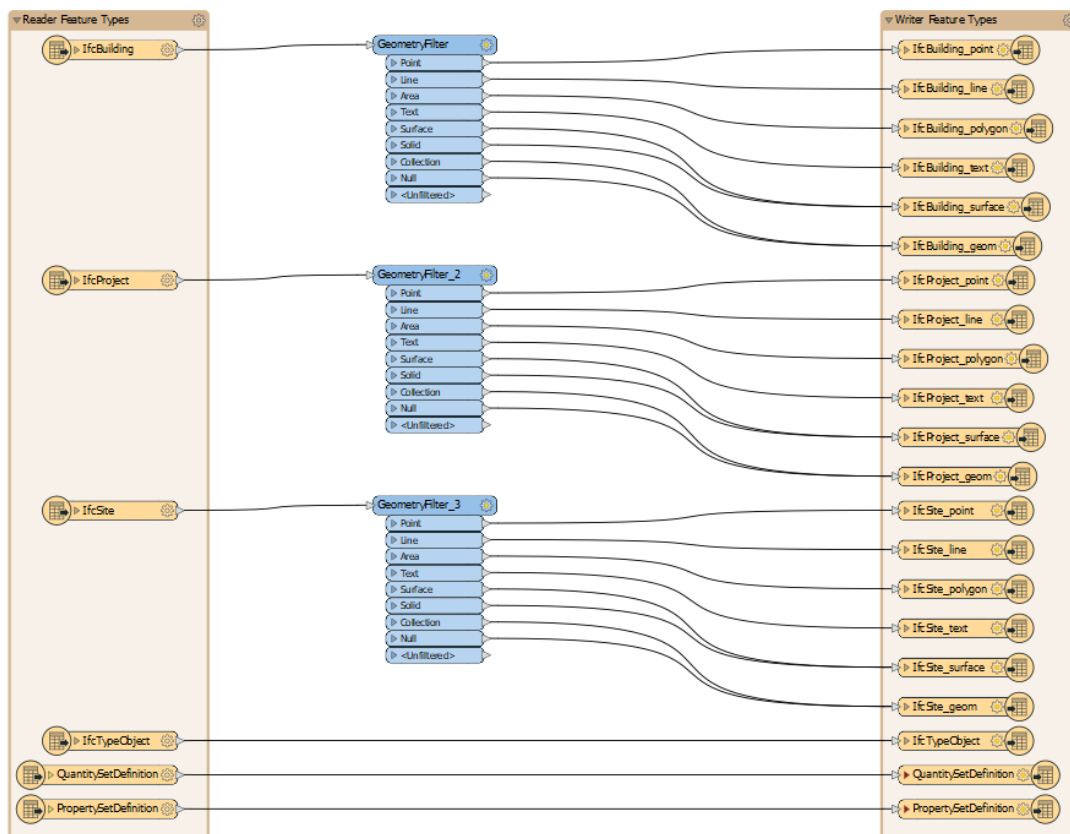 Reader Feature Types
IfcBuilding
IfcProject
IfcSite
IfcTypeObject
QuantitySetDefinition
PropertySetDefinition
GeometryFilter
Point
Line
Area
Text
Surface
Solid
Collection
Null
<Unfiltered>
GeometryFilter_2
Point
Line
Area
Text
Surface
Solid
Collection
Null
<Unfiltered>
GeometryFilter_3
Point
Line
Area
Text
Surface
Solid
Collection
Null
<Unfiltered>
Writer Feature Types
IfcBuilding_point
IfcBuilding_line
IfcBuilding_polygon
IfcBuilding_text
IfcBuilding_surface
IfcBuilding_geom
IfcProject_point
IfcProject_line
IfcProject_polygon
IfcProject_text
IfcProject_surface
IfcProject_geom
IfcSite_point
IfcSite_line
IfcSite_polygon
IfcSite_text
IfcSite_surface
IfcSite_geom
IfcTypeObject
QuantitySetDefinition
PropertySetDefinition